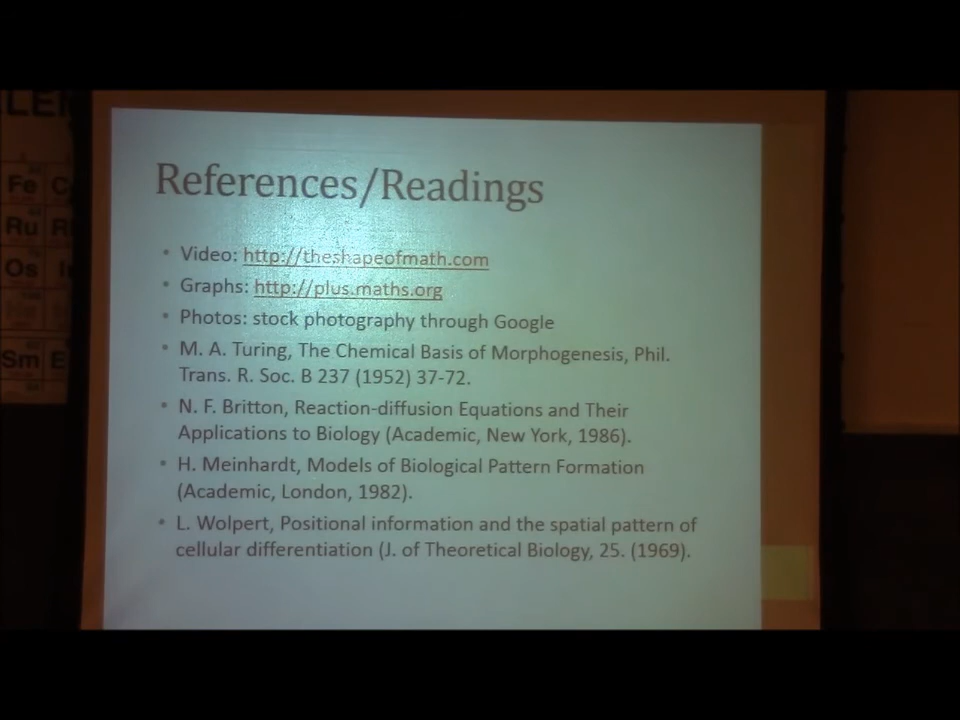 LE
Fe C
Ru R
Os
Sm E
References/Readings
• Video: http://theshapeofmath.com
• Graphs: http://plus.maths.org
• Photos: stock photography through Google
• M. A. Turing, The Chemical Basis of Morphogenesis, Phil.
Trans. R. Soc. B 237 (1952) 37-72.
• N. F. Britton, Reaction-diffusion Equations and Their
Applications to Biology (Academic, New York, 1986).
• H. Meinhardt, Models of Biological Pattern Formation
(Academic, London, 1982).
• L. Wolpert, Positional information and the spatial pattern of
cellular differentiation (J. of Theoretical Biology, 25. (1969).